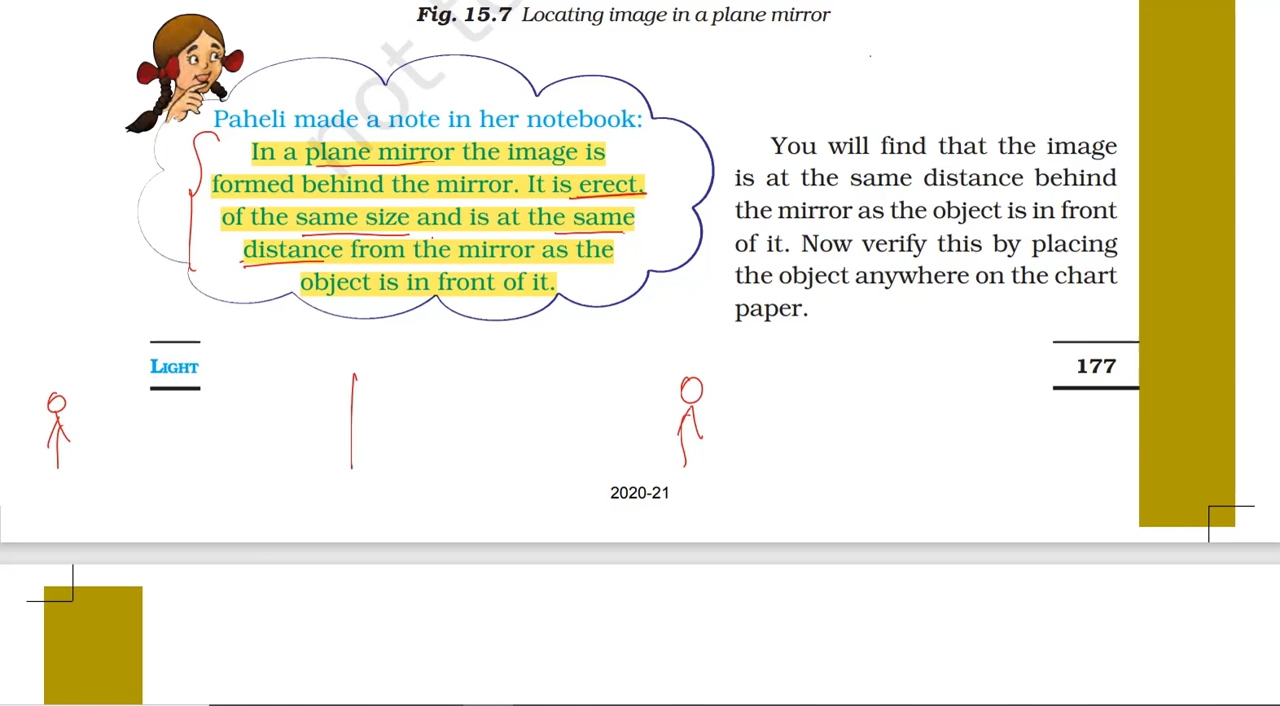 Fig. 15.7 Locating image in a plane mirror
not to
Paheli made a note in her notebook:
In a plane mirror the image is
formed behind the mirror. It is erect,
of the same size and is at the same
distance from the mirror as the
object is in front of it.
You will find that the image
is at the same distance behind
the mirror as the object is in front
of it. Now verify this by placing
the object anywhere on the chart
paper.
LIGHT
177
2020-21